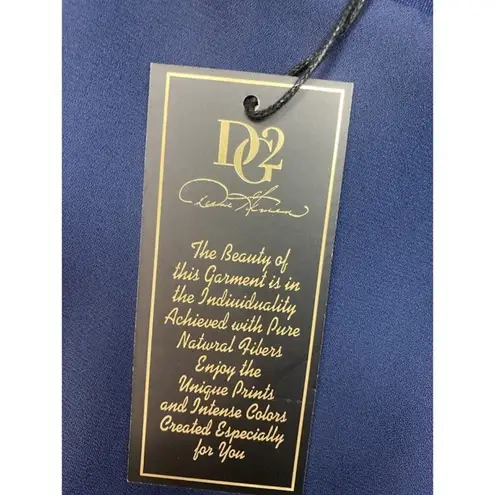 DG2
The Beauty of
this Garment is in
the Individuality
Achieved with Pure
Natural Fibers
Enjoy the
Unique Prints
and Intense Colors
Created Especially
for You